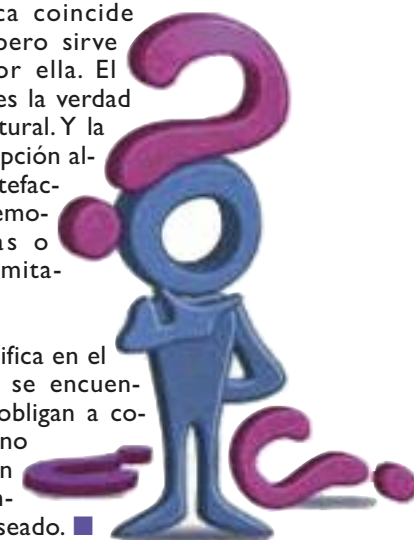 ca coincide
pero sirve
or ella. El
es la verdad
tural. Y la
pción al-
tefac-
emo-
as o
mita-
ifica en el
se encuen-
obligan a co-
no
n
n-
seado.